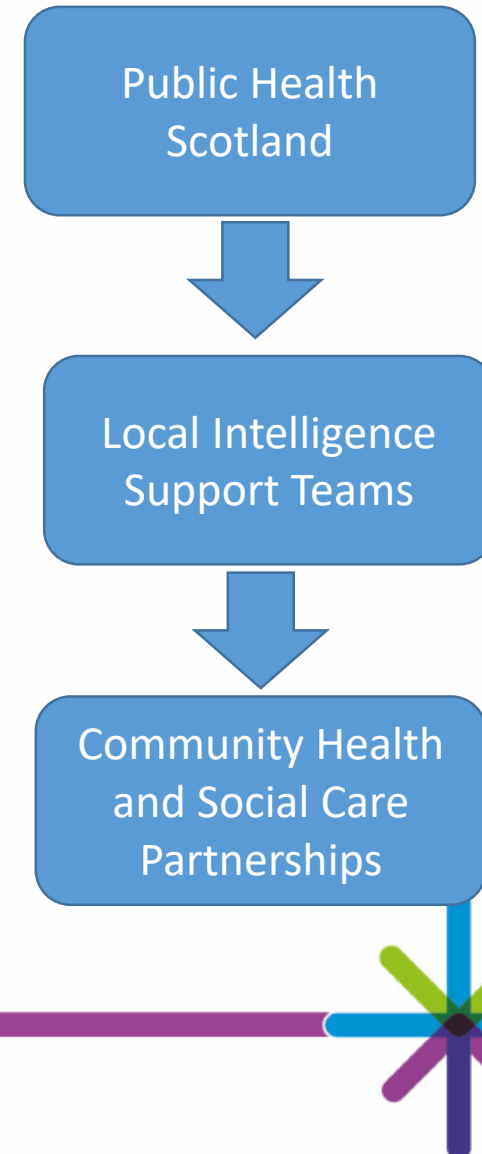 Public Health
Scotland
Local Intelligence
Support Teams
Community Health
and Social Care
Partnerships